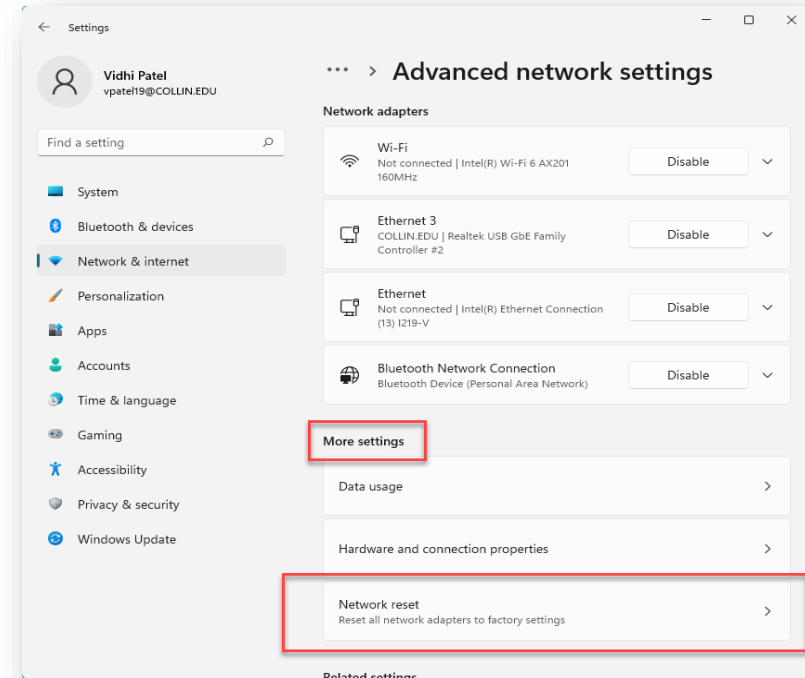 Settings
Vidhi Patel
vpatel19@COLLIN.EDU
Find a setting
System
Bluetooth & devices
Network & internet
Personalization
Apps
Accounts
Time & language
Gaming
Accessibility
Privacy & security
Windows Update
··· > Advanced network settings
Network adapters
Wi-Fi
Not connected | Intel(R) Wi-Fi 6 AX201
160MHz
Disable
Ethernet 3
COLLIN.EDU | Realtek USB GbE Family
Controller #2
Disable
Ethernet
Not connected | Intel(R) Ethernet Connection
(13) I219-V
Disable
Bluetooth Network Connection
Bluetooth Device (Personal Area Network)
Disable
More settings
Data usage
Hardware and connection properties
Network reset
Reset all network adapters to factory settings
Related settings